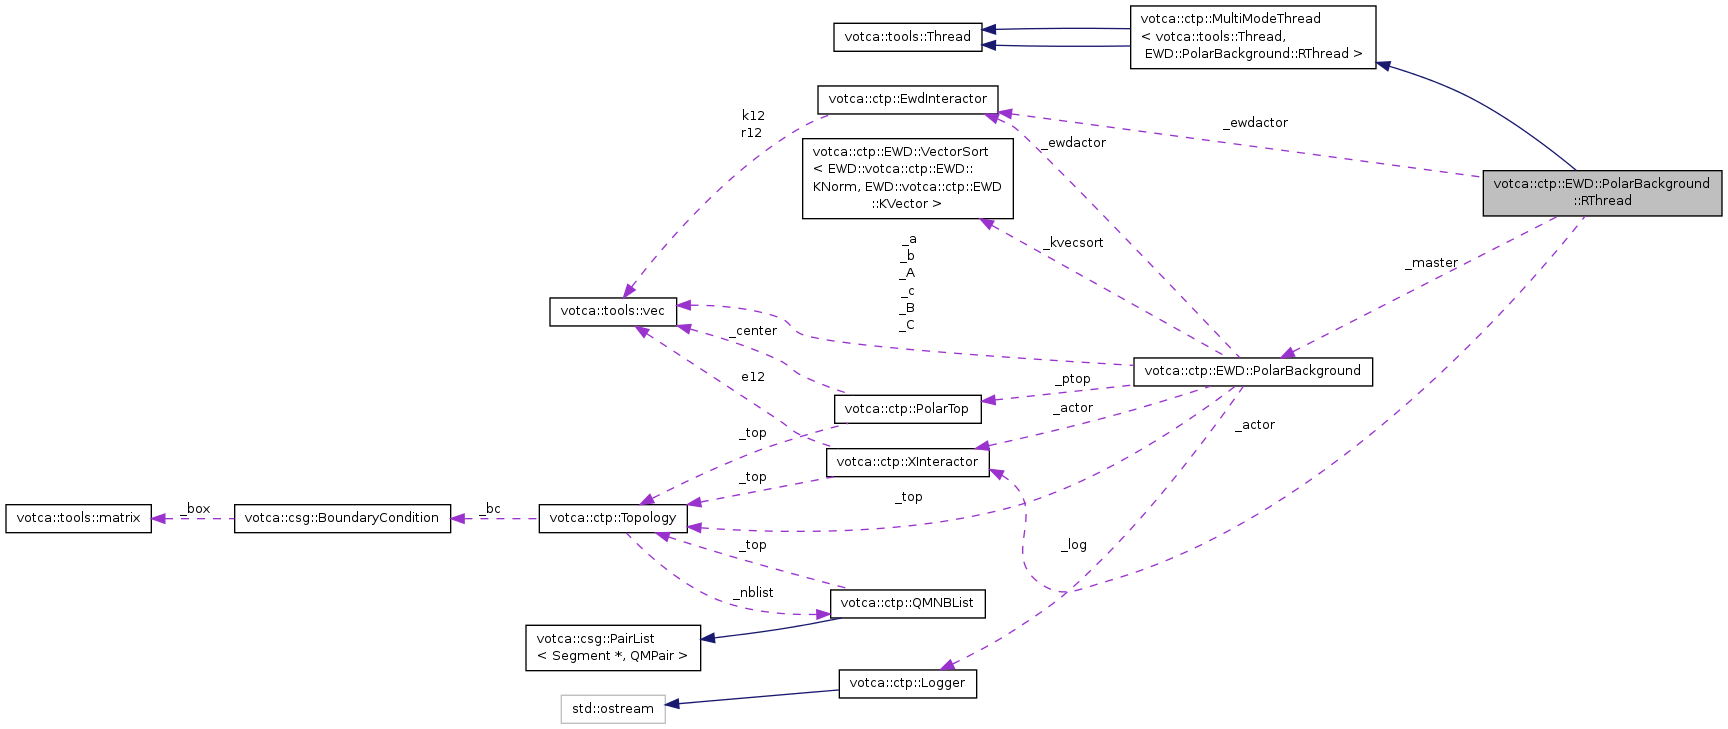 votca::ctp::MultiModeThread
< votca::tools::Thread,
EWD::PolarBackground::RThread >
votca::tools::Thread
votca::ctp::EwdInteractor
k12
r12
_ewdactor
_ewdactor
votca::ctp::EWD::VectorSort
< EWD::votca::ctp::EWD::
KNorm, EWD::votca::ctp::EWD
::KVector >
votca::ctp::EWD::PolarBackground
::RThread
_kvecsort
_a
_b
_A
_c
_B
_C
_master
votca::tools::vec
_center
votca::ctp::EWD::PolarBackground
e12
_ptop
votca::ctp::PolarTop
_actor
_actor
_top
votca::ctp::XInteractor
_top
_top
votca::tools::matrix
_box
votca::csg::BoundaryCondition
_bc
votca::ctp::Topology
_top
_log
_nblist
votca::ctp::QMNBList
votca::csg::PairList
< Segment *, QMPair >
votca::ctp::Logger
std::ostream